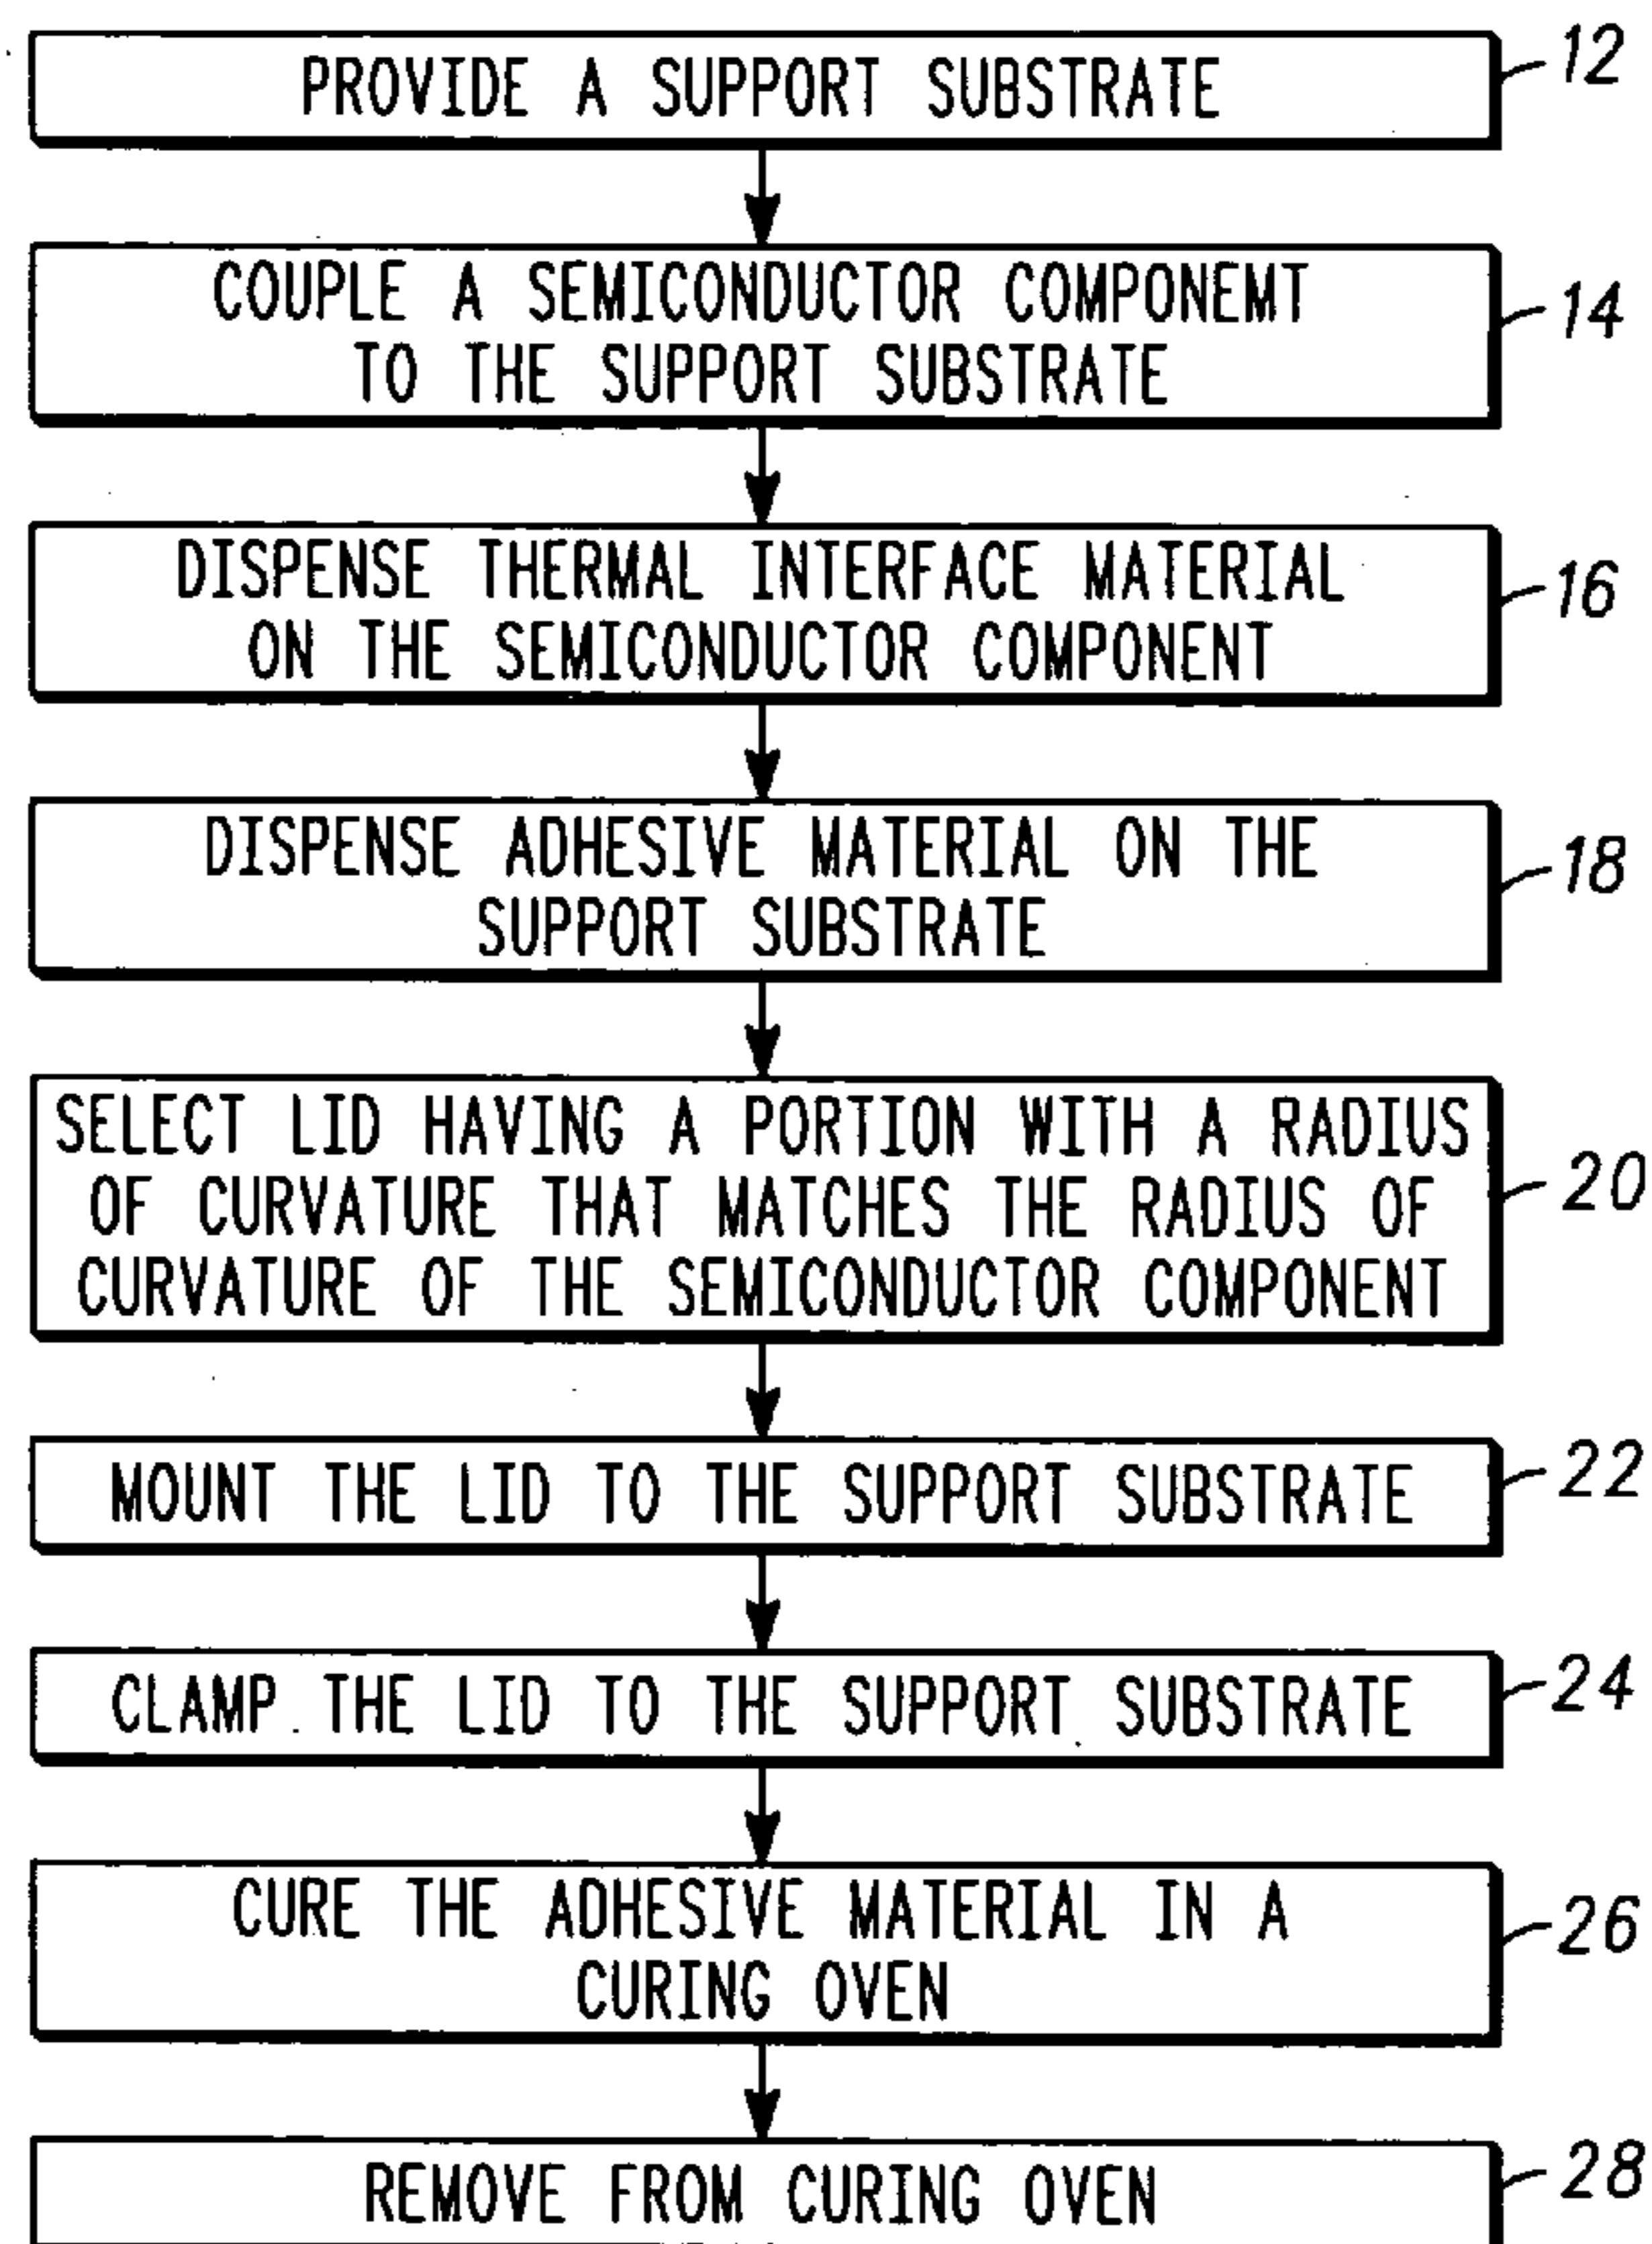 PROVIDE A SUPPORT SUBSTRATE
12
COUPLE A SEMICONDUCTOR COMPONEMT
TO THE SUPPORT SUBSTRATE
14
DISPENSE THERMAL INTERFACE MATERIAL
ON THE SEMICONDUCTOR COMPONENT
16
DISPENSE ADHESIVE MATERIAL ON THE
SUPPORT SUBSTRATE
18
SELECT LID HAVING A PORTION WITH A RADIUS
OF CURVATURE THAT MATCHES THE RADIUS OF
CURVATURE OF THE SEMICONDUCTOR COMPONENT
20
MOUNT THE LID TO THE SUPPORT SUBSTRATE
22
CLAMP THE LID TO THE SUPPORT SUBSTRATE
24
CURE THE ADHESIVE MATERIAL IN A
CURING OVEN
26
REMOVE FROM CURING OVEN
28